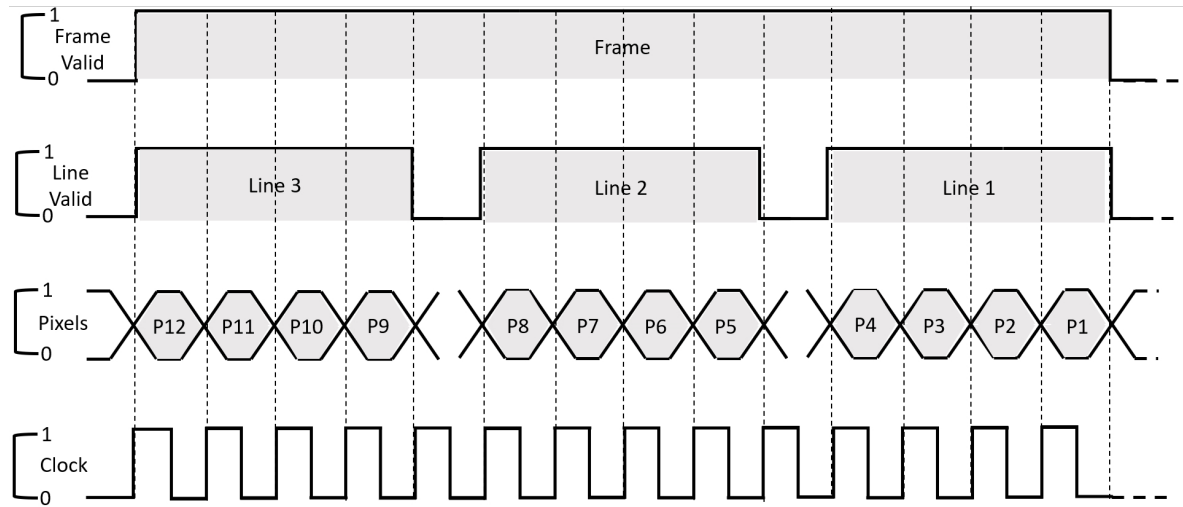 1
Frame
Valid
0
Frame
1
Line
Valid
0
Line 3
Line 2
Line 1
1
Pixels
0
P12 P11 P10 P9 P8 P7 P6 P5 P4 P3 P2 P1
1
Clock
0